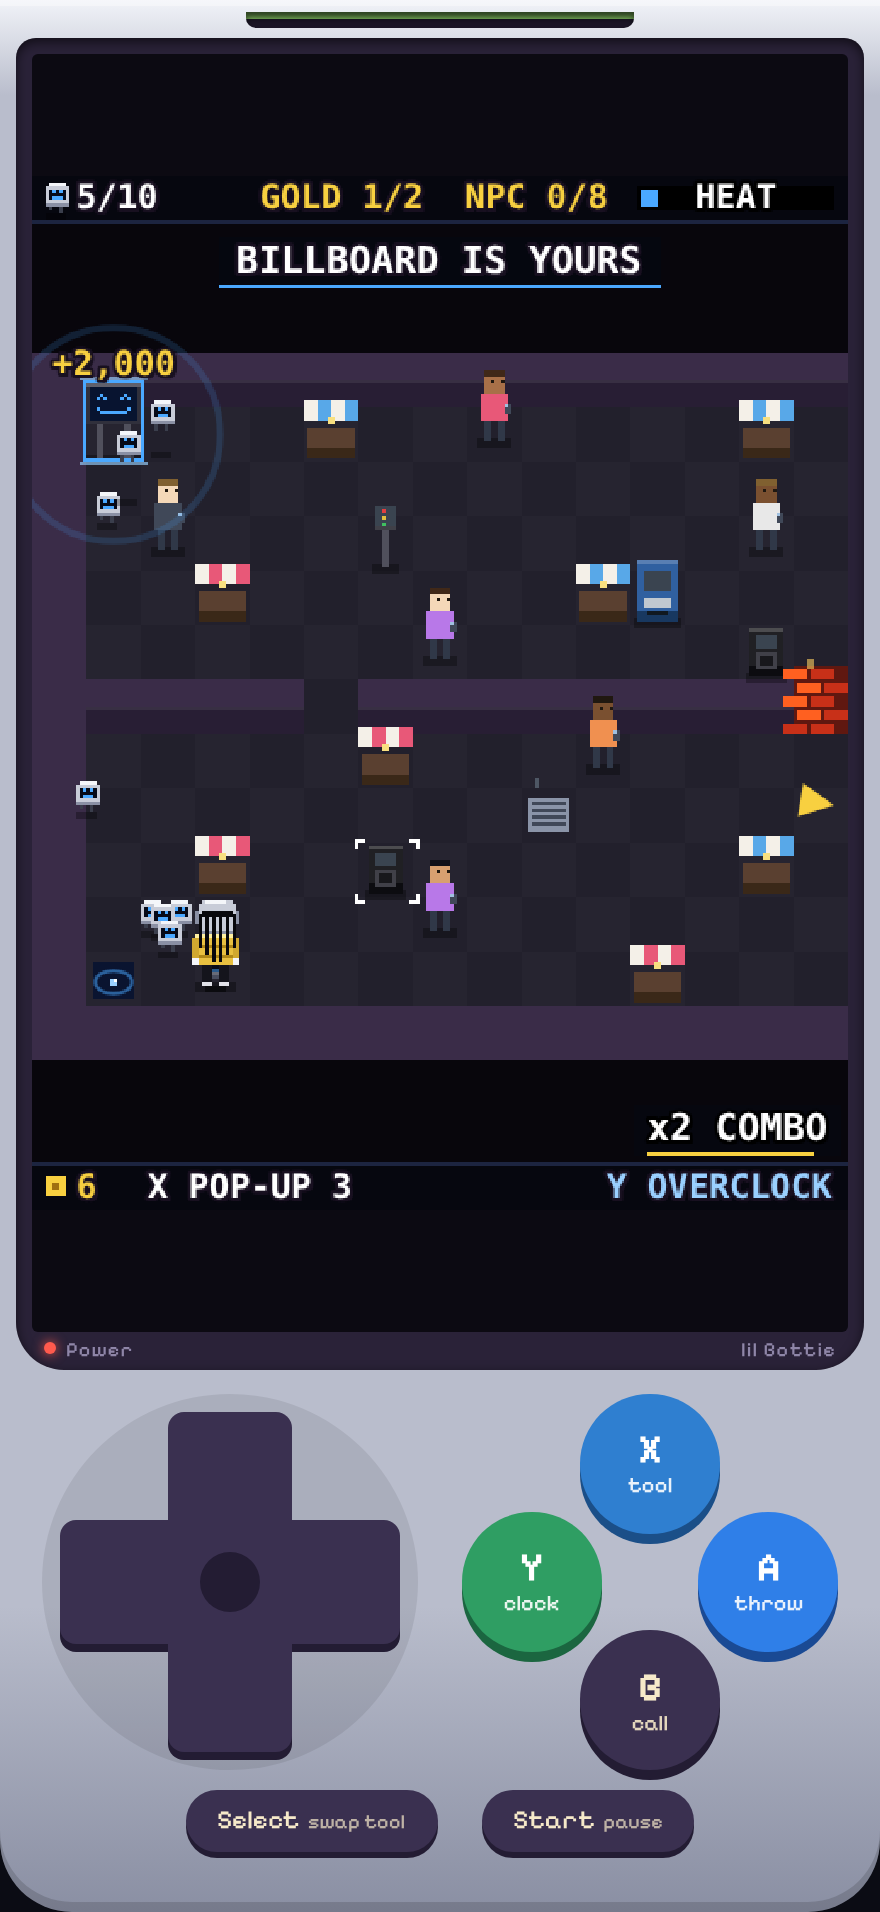 5/10 GOLD 1/2 NPC 0/8 HEAT
BILLBOARD IS YOURS
+2,000
x2 COMBO
6 X POP-UP 3 Y OVERCLOCK
Power lil Bottie
X
tool
Y
clock
A
throw
B
call
Select swap tool
Start pause